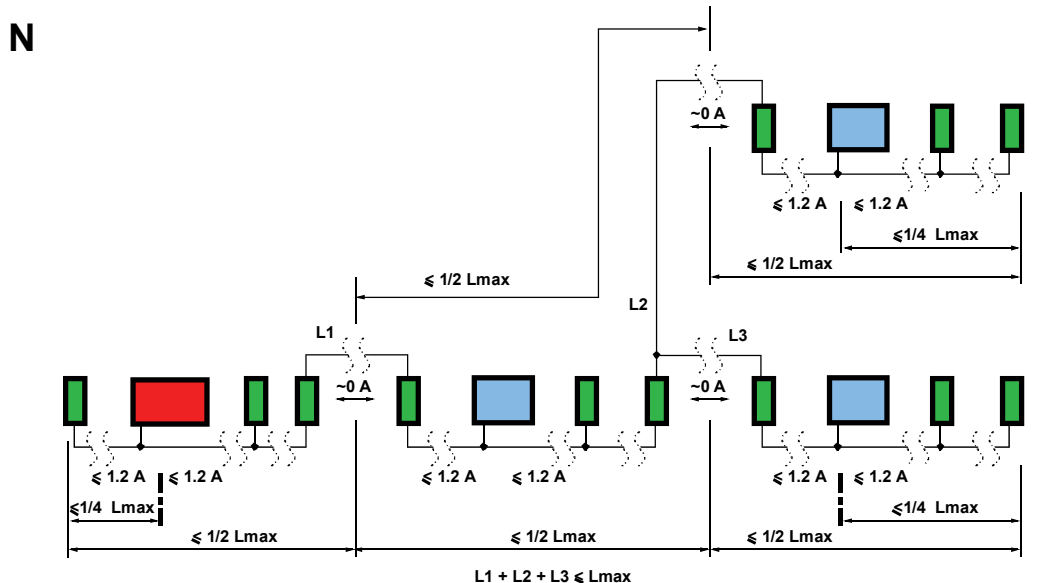 N
~0 A
⩽ 1.2 A ⩽ 1.2 A
⩽1/4 Lmax
⩽ 1/2 Lmax
⩽ 1/2 Lmax
L2
L1
L3
~0 A
~0 A
⩽ 1.2 A ⩽ 1.2 A
⩽ 1.2 A ⩽ 1.2 A
⩽ 1.2 A ⩽ 1.2 A
⩽1/4 Lmax
⩽1/4 Lmax
⩽ 1/2 Lmax
⩽ 1/2 Lmax
⩽ 1/2 Lmax
L1 + L2 + L3 ⩽ Lmax